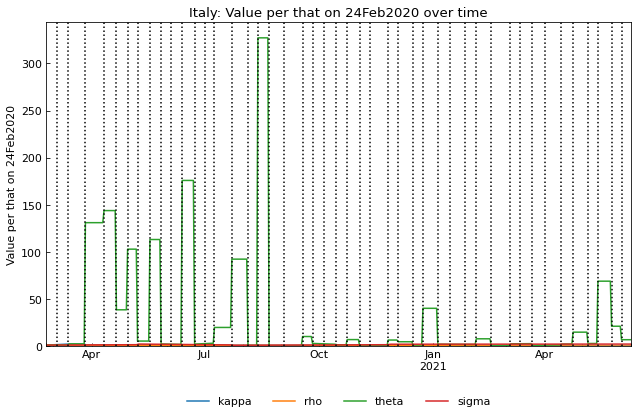 Italy: Value per that on 24Feb2020 over time
Value per that on 24Feb2020
300
250
200
150
100
50
0
Apr Jul Oct Jan Apr
2021
kappa rho theta sigma